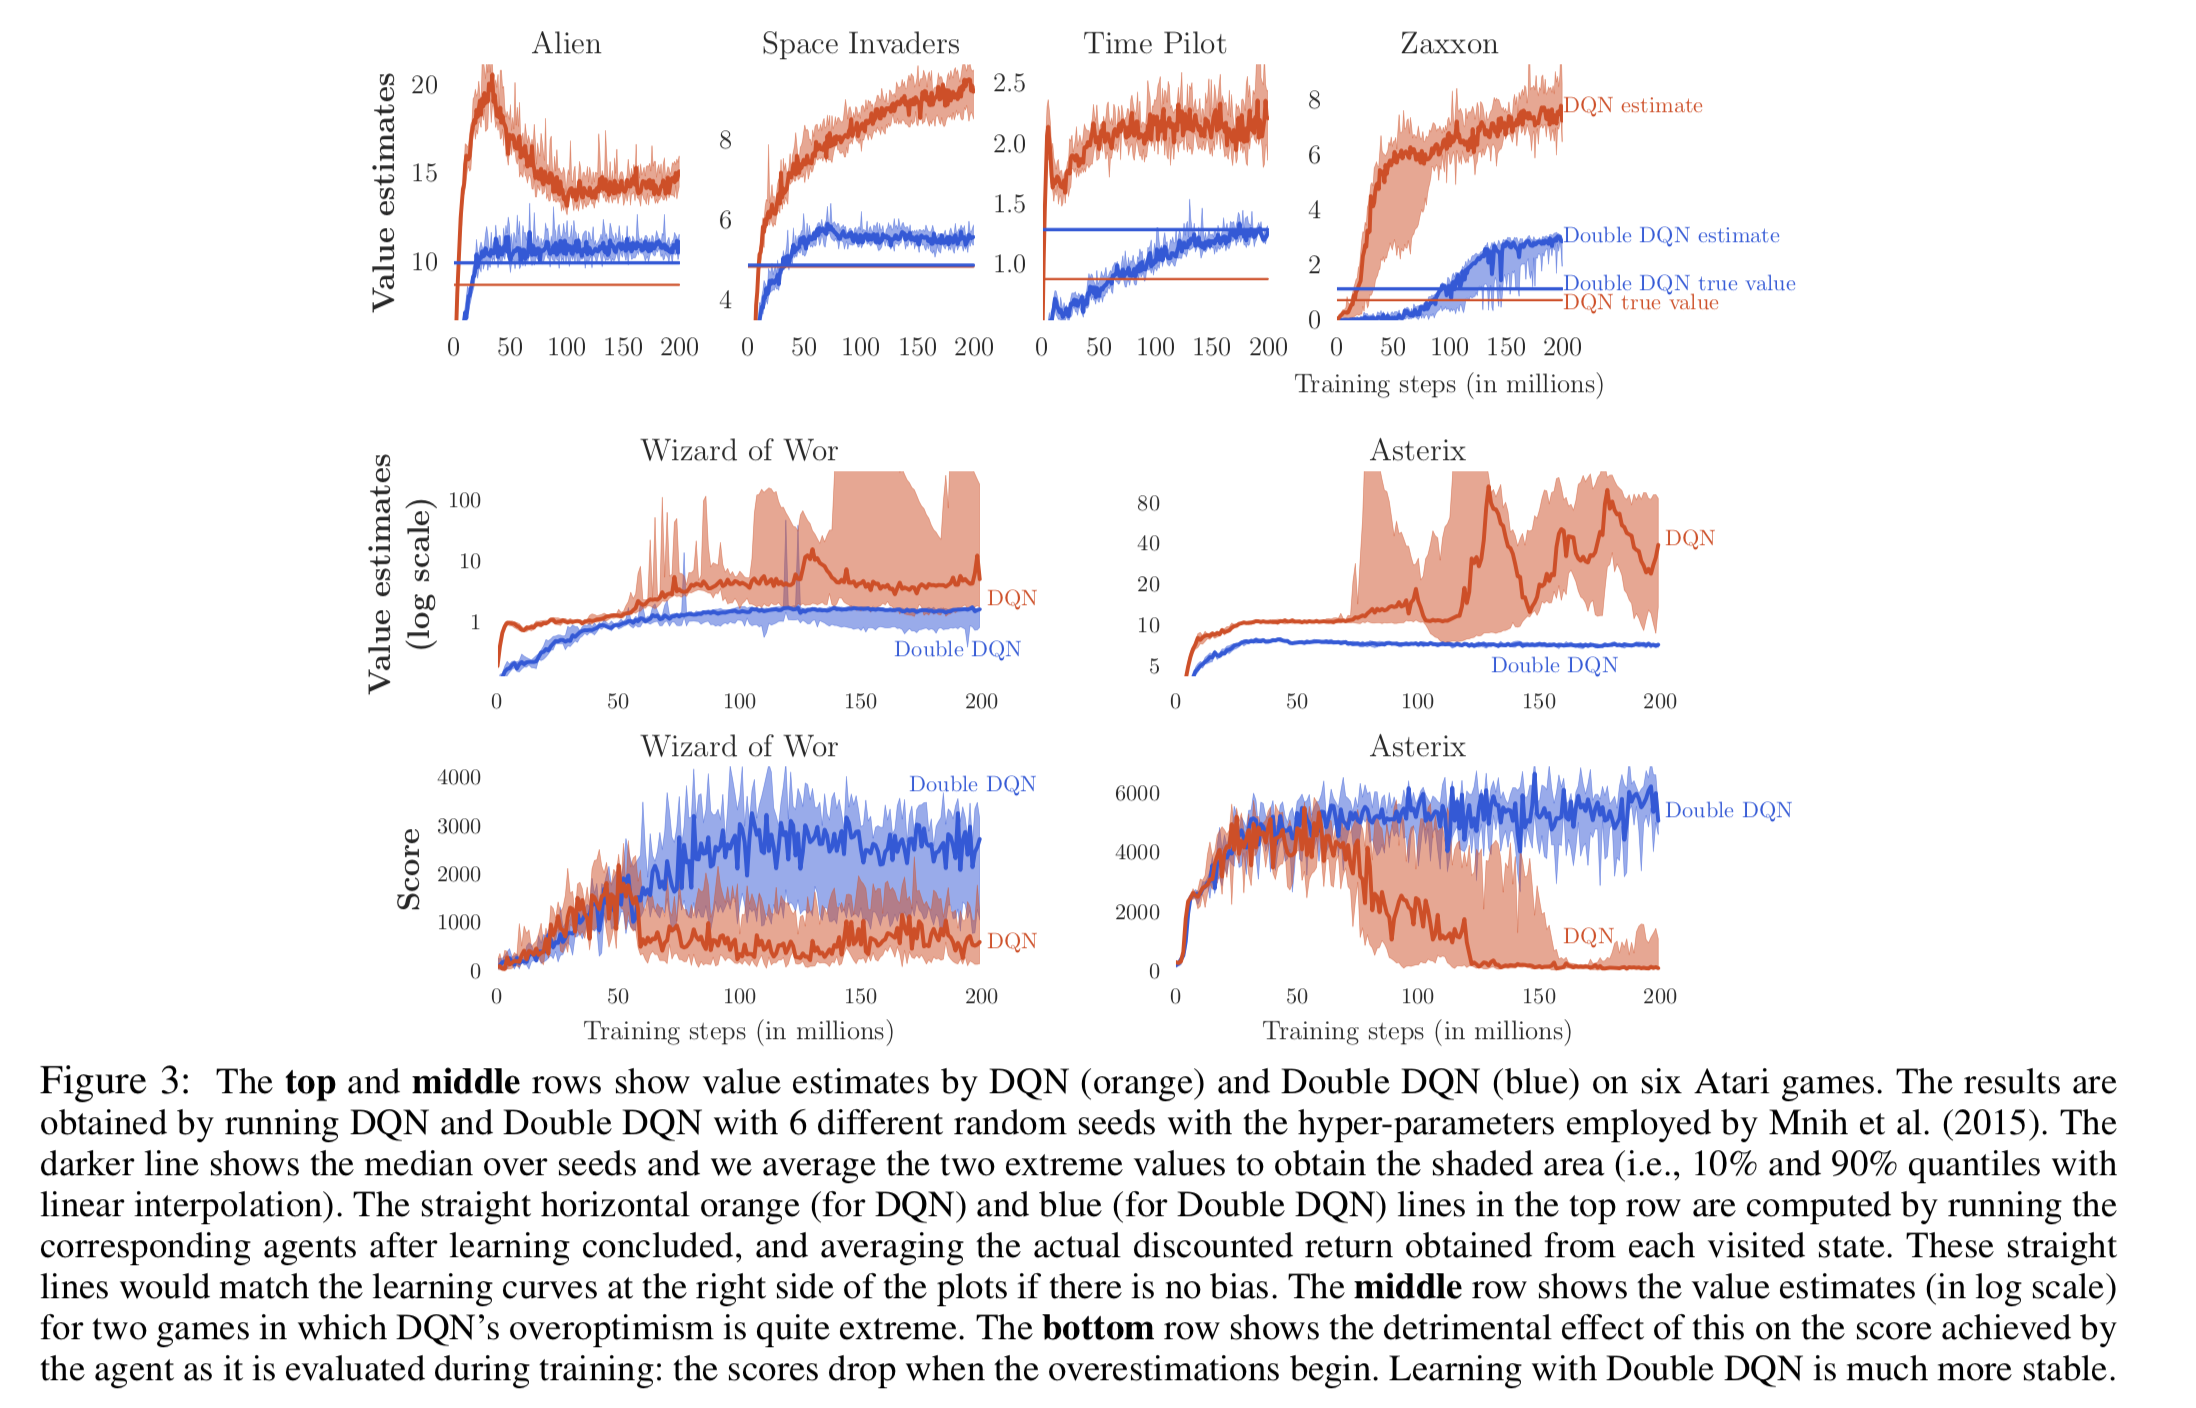 Alien
Space Invaders
Time Pilot
Zaxxon
Value estimates
20
15
10
0 50 100 150 200
8
6
4
0 50 100 150 200
2.5
2.0
1.5
1.0
0 50 100 150 200
8
6
4
2
0
0 50 100 150 200
DQN estimate
Double DQN estimate
Double DQN true value
DQN true value
Training steps (in millions)
Value estimates
(log scale)
Wizard of Wor
100
10
1
DQN
Double DQN
0 50 100 150 200
Asterix
80
40
20
10
5
DQN
Double DQN
0 50 100 150 200
Score
Wizard of Wor
4000
3000
2000
1000
0
Double DQN
DQN
0 50 100 150 200
Training steps (in millions)
Asterix
6000
4000
2000
0
Double DQN
DQN
0 50 100 150 200
Training steps (in millions)
Figure 3: The top and middle rows show value estimates by DQN (orange) and Double DQN (blue) on six Atari games. The results are
obtained by running DQN and Double DQN with 6 different random seeds with the hyper-parameters employed by Mnih et al. (2015). The
darker line shows the median over seeds and we average the two extreme values to obtain the shaded area (i.e., 10% and 90% quantiles with
linear interpolation). The straight horizontal orange (for DQN) and blue (for Double DQN) lines in the top row are computed by running the
corresponding agents after learning concluded, and averaging the actual discounted return obtained from each visited state. These straight
lines would match the learning curves at the right side of the plots if there is no bias. The middle row shows the value estimates (in log scale)
for two games in which DQN's overoptimism is quite extreme. The bottom row shows the detrimental effect of this on the score achieved by
the agent as it is evaluated during training: the scores drop when the overestimations begin. Learning with Double DQN is much more stable.